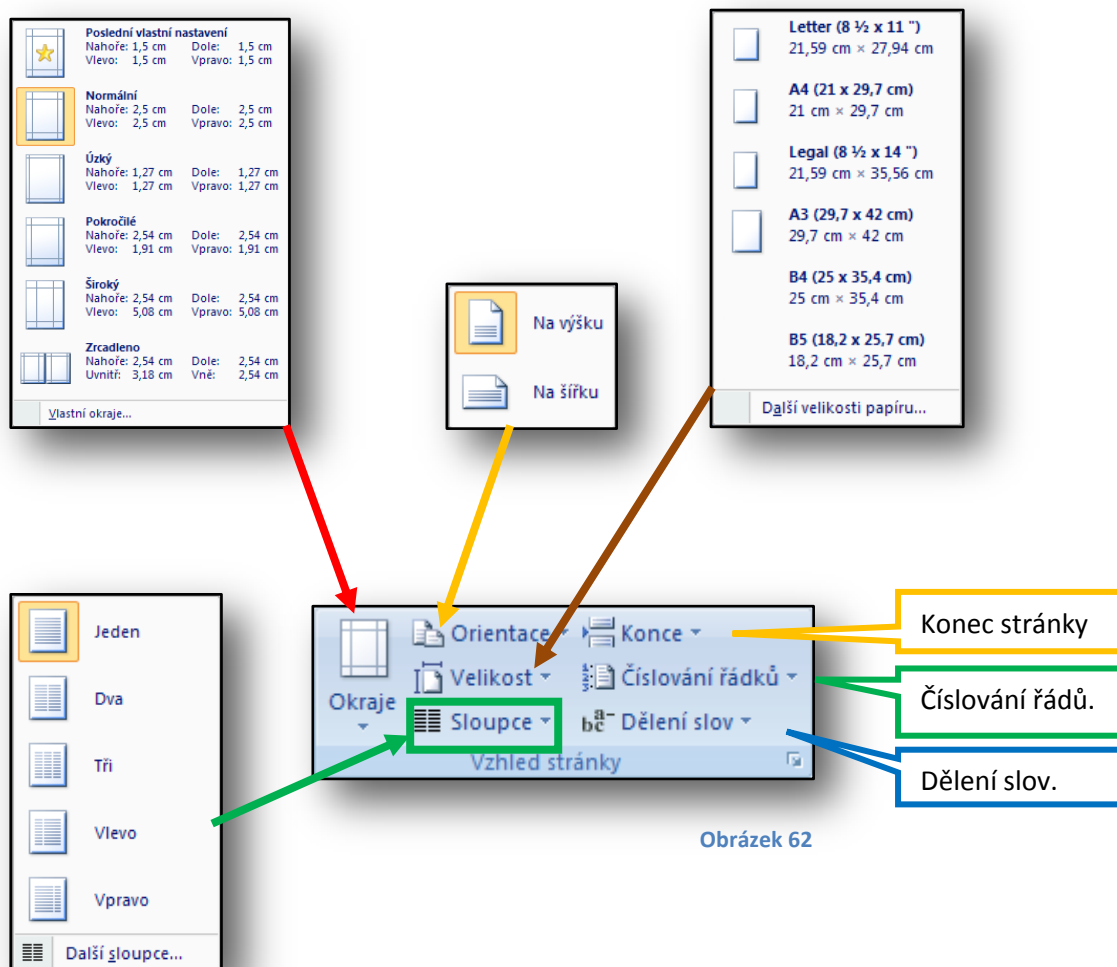 Poslední vlastní nastavení
Nahoře: 1,5 cm Dole: 1,5 cm
Vlevo: 1,5 cm Vpravo: 1,5 cm
Normální
Nahoře: 2,5 cm Dole: 2,5 cm
Vlevo: 2,5 cm Vpravo: 2,5 cm
Úzký
Nahoře: 1,27 cm Dole: 1,27 cm
Vlevo: 1,27 cm Vpravo: 1,27 cm
Pokročilé
Nahoře: 2,54 cm Dole: 2,54 cm
Vlevo: 1,91 cm Vpravo: 1,91 cm
Široký
Nahoře: 2,54 cm Dole: 2,54 cm
Vlevo: 5,08 cm Vpravo: 5,08 cm
Zrcadleno
Nahoře: 2,54 cm Dole: 2,54 cm
Uvnitř: 3,18 cm Vně: 2,54 cm
Vlastní okraje...
Na výšku
Na šířku
Letter (8 ½ x 11 ")
21,59 cm × 27,94 cm
A4 (21 x 29,7 cm)
21 cm × 29,7 cm
Legal (8 ½ x 14 ")
21,59 cm × 35,56 cm
A3 (29,7 x 42 cm)
29,7 cm × 42 cm
B4 (25 x 35,4 cm)
25 cm × 35,4 cm
B5 (18,2 x 25,7 cm)
18,2 cm × 25,7 cm
Další velikosti papíru...
Jeden
Dva
Tři
Vlevo
Vpravo
Další sloupce...
Okraje
Orientace
Velikost
Sloupce
Konce
Číslování řádků
Dělení slov
Vzhled stránky
Konec stránky
Číslování řádů.
Dělení slov.
Obrázek 62